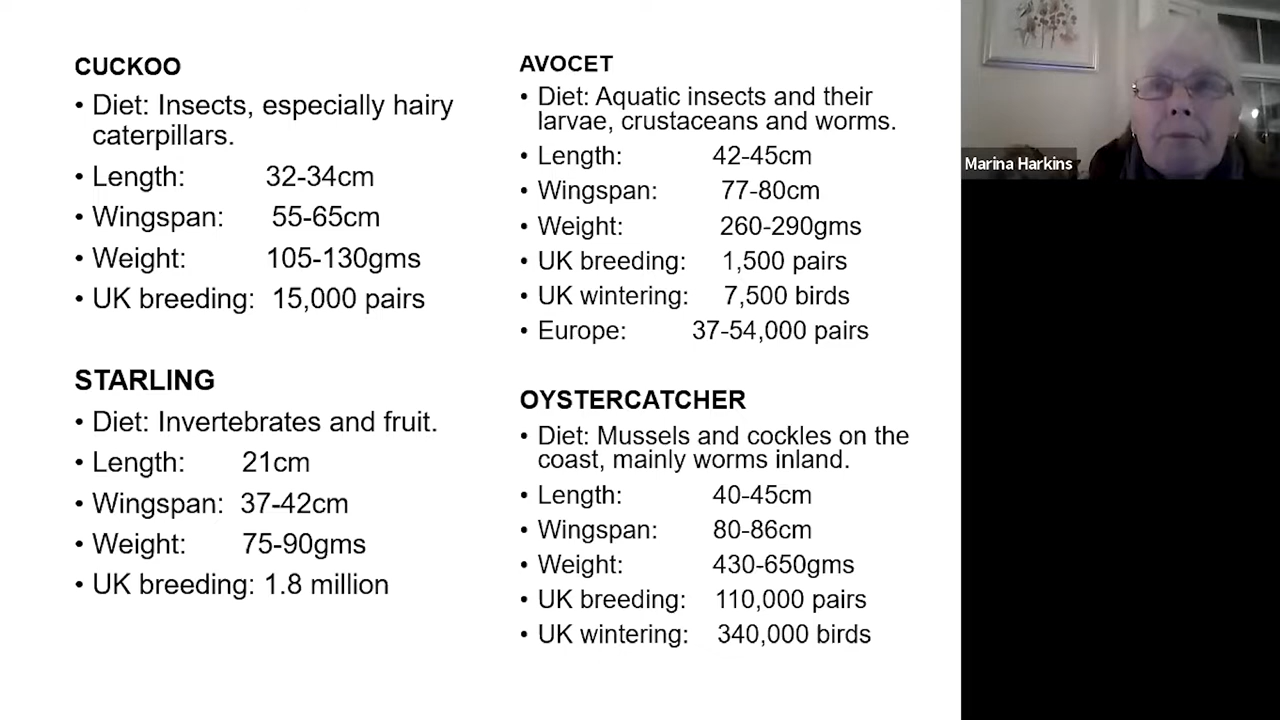 CUCKOO
• Diet: Insects, especially hairy
caterpillars.
• Length: 32-34cm
• Wingspan: 55-65cm
• Weight: 105-130gms
• UK breeding: 15,000 pairs
STARLING
• Diet: Invertebrates and fruit.
• Length: 21cm
• Wingspan: 37-42cm
• Weight: 75-90gms
• UK breeding: 1.8 million
AVOCET
• Diet: Aquatic insects and their
larvae, crustaceans and worms.
• Length: 42-45cm
• Wingspan: 77-80cm
• Weight: 260-290gms
• UK breeding: 1,500 pairs
• UK wintering: 7,500 birds
• Europe: 37-54,000 pairs
OYSTERCATCHER
• Diet: Mussels and cockles on the
coast, mainly worms inland.
• Length: 40-45cm
• Wingspan: 80-86cm
• Weight: 430-650gms
• UK breeding: 110,000 pairs
• UK wintering: 340,000 birds
Marina Harkins